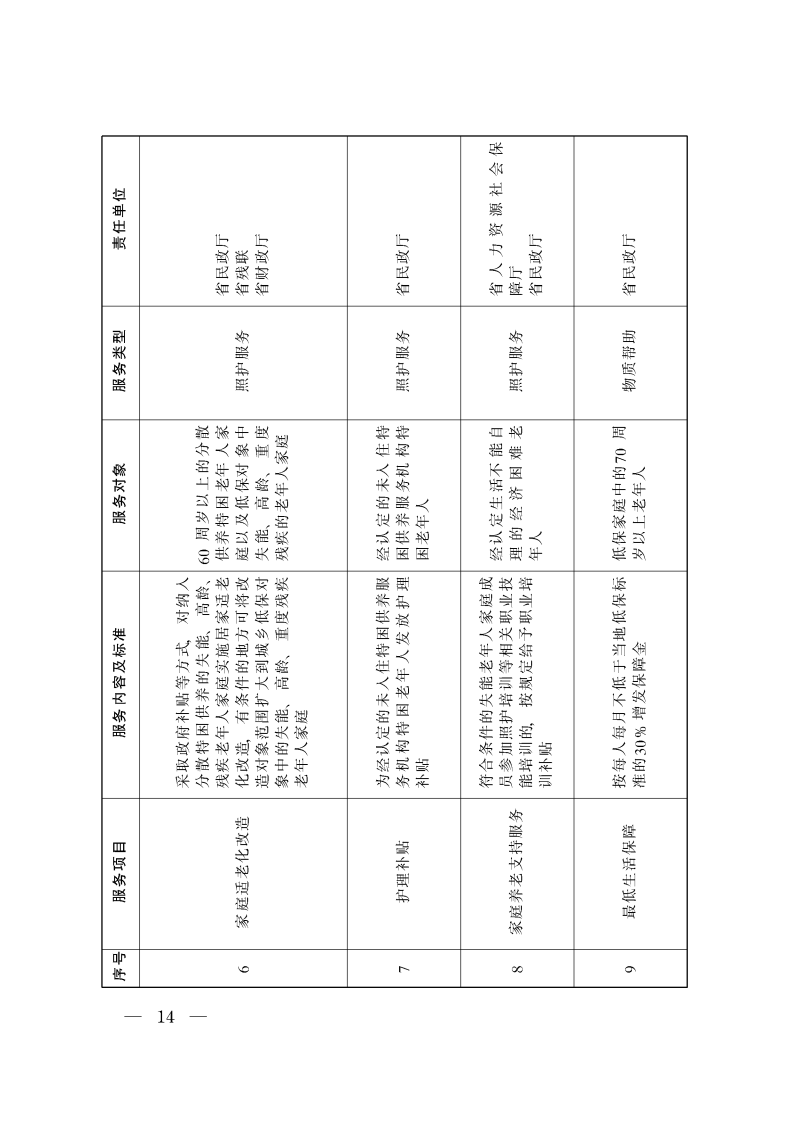 序号
服务项目
服务内容及标准
服务对象
服务类型
责任单位
6
家庭适老化改造
采取政府补贴等方式，对纳入
分散特困供养的失能、高龄、
残疾老年人家庭实施居家适老
化改造，有条件的地方可将改
造对象范围扩大到城乡低保对
象中的失能、高龄、重度残疾
老年人家庭
60 周岁以上的分散
供养特困老年人家
庭以及低保对象中
失能、高龄、重度
残疾的老年人家庭
照护服务
省民政厅
省残联
省财政厅
7
护理补贴
为经认定的未入住特困供养服
务机构特困老年人发放护理
补贴
经认定的未入住特
困供养服务机构特
困老年人
照护服务
省民政厅
8
家庭养老支持服务
符合条件的失能老年人家庭成
员参加照护培训等相关职业技
能培训的，按规定给予职业培
训补贴
经认定生活不能自
理的经济困难老
年人
照护服务
省人力资源社会保
障厅
省民政厅
9
最低生活保障
按每人每月不低于当地低保标
准的30%增发保障金
低保家庭中的70 周
岁以上老年人
物质帮助
省民政厅
— 14 —